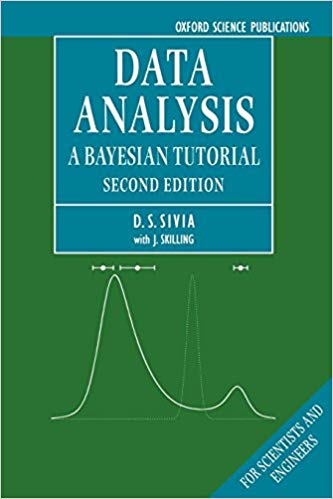 OXFORD SCIENCE PUBLICATIONS
DATA
ANALYSIS
A BAYESIAN TUTORIAL
SECOND EDITION
D. S. SIVIA
with J. SKILLING
FOR SCIENTISTS AND
ENGINEERS